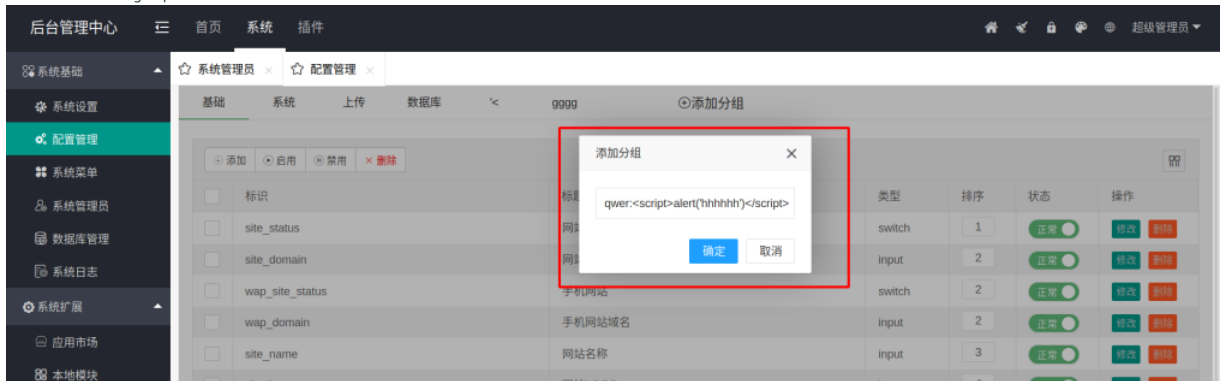 后台管理中心 首页 系统 插件 超级管理员
系统基础 系统管理员 配置管理
系统设置 基础 系统 上传 数据库 '< gggg 添加分组
配置管理
添加分组
添加 启用 禁用 删除
系统菜单
标识 类型 排序 状态 操作
系统管理员
qwer:<script>alert('hhhhhh')</script>
site_status switch 1 正常 修改 删除
数据库管理
确定 取消
site_domain input 2 正常 修改 删除
系统日志
wap_site_status 手机网站 switch 2 正常 修改 删除
系统扩展
wap_domain 手机网站域名 input 2 正常 修改 删除
应用市场
site_name 网站名称 input 3 正常 修改 删除
本地模块